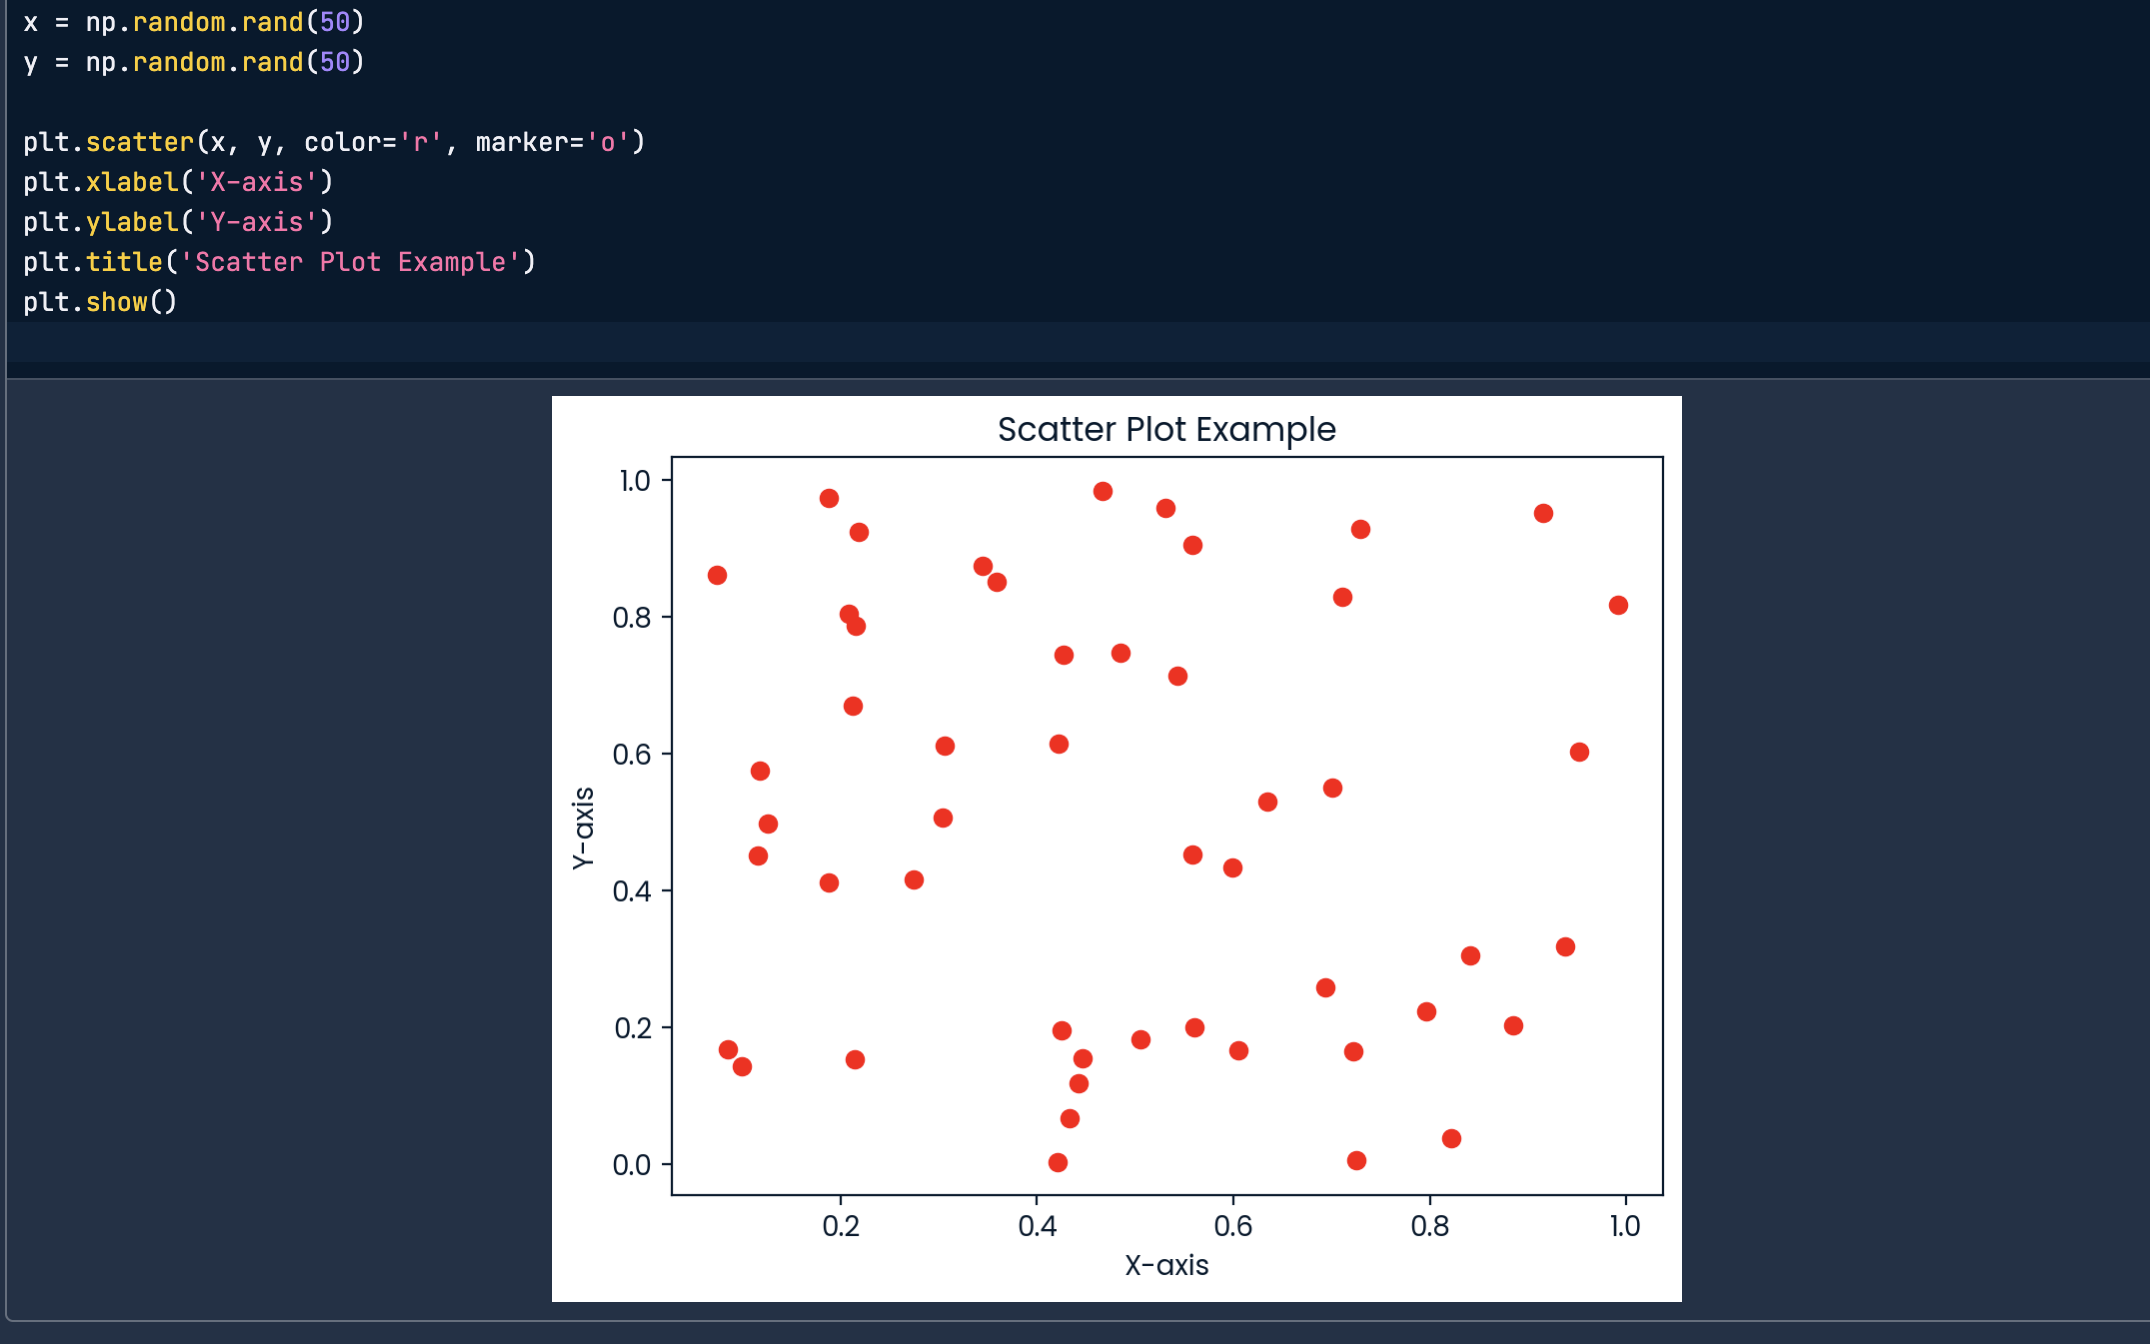 x = np.random.rand(50)
y = np.random.rand(50)
plt.scatter(x, y, color='r', marker='o')
plt.xlabel('X-axis')
plt.ylabel('Y-axis')
plt.title('Scatter Plot Example')
plt.show()
Scatter Plot Example
1.0
0.8
0.6
0.4
0.2
0.0
Y-axis
0.2 0.4 0.6 0.8 1.0
X-axis